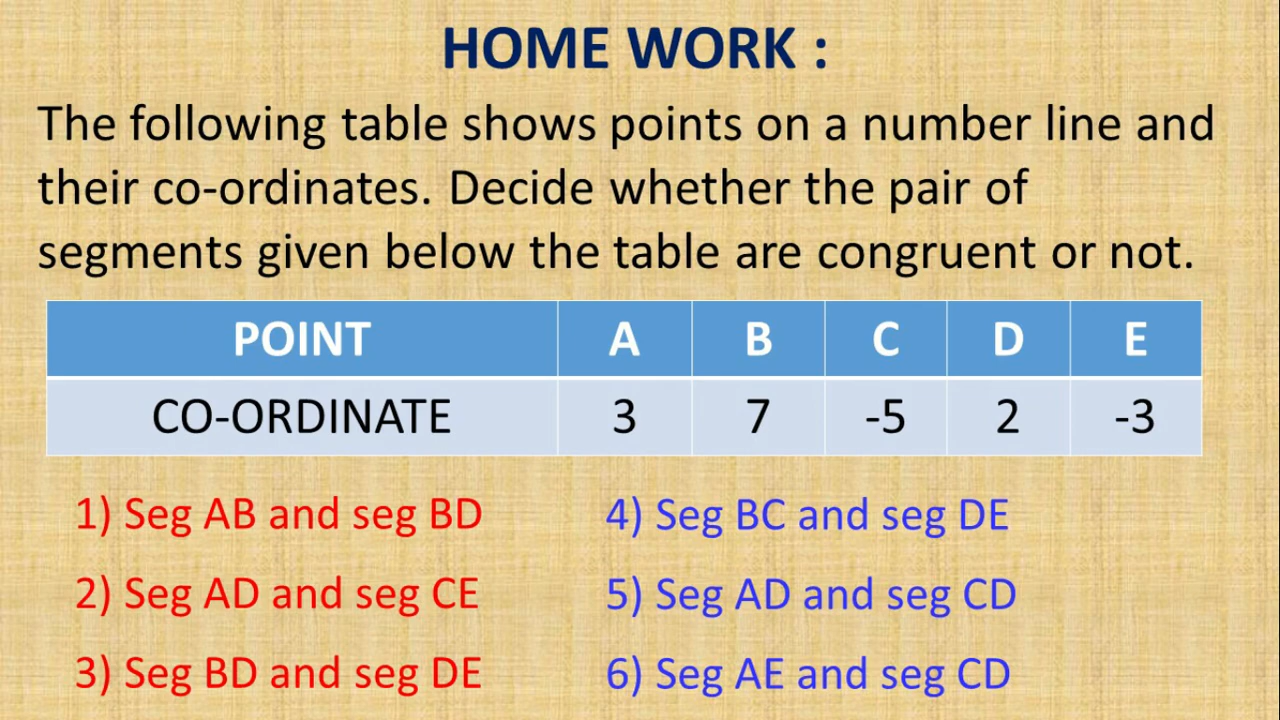 HOME WORK :
The following table shows points on a number line and
their co-ordinates. Decide whether the pair of
segments given below the table are congruent or not.
POINT A B C D E
CO-ORDINATE 3 7 -5 2 -3
1) Seg AB and seg BD
2) Seg AD and seg CE
3) Seg BD and seg DE
4) Seg BC and seg DE
5) Seg AD and seg CD
6) Seg AE and seg CD